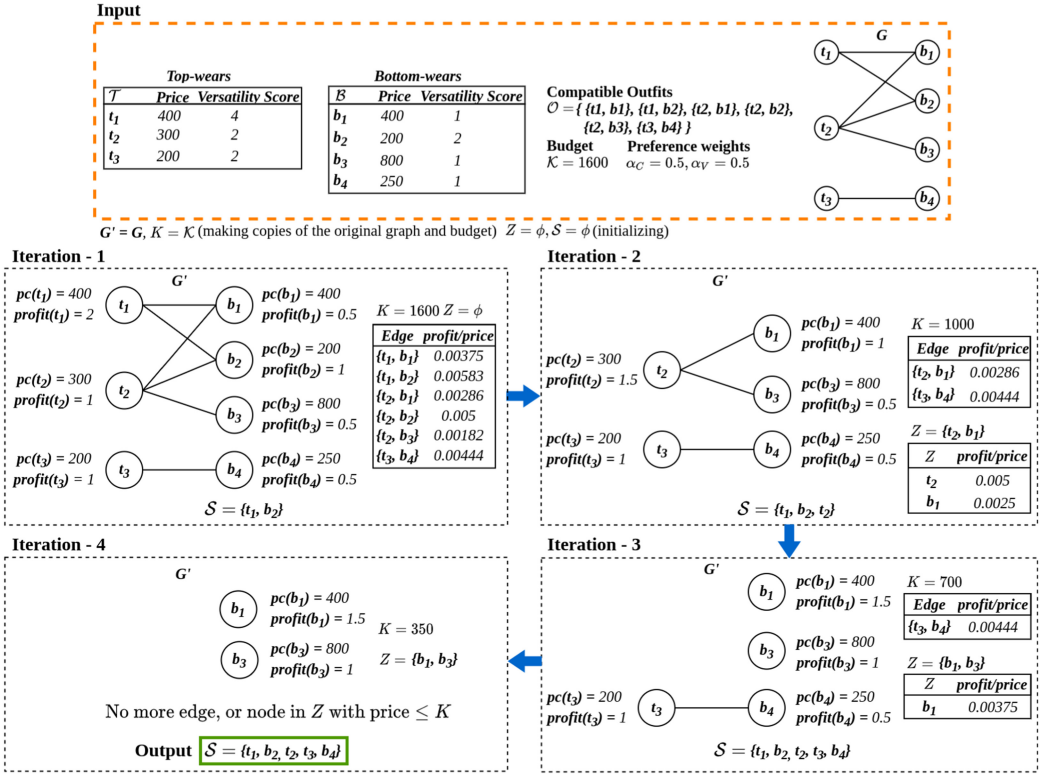 Input
Top-wears
𝒯 Price Versatility Score
t1 400 4
t2 300 2
t3 200 2
Bottom-wears
ℬ Price Versatility Score
b1 400 1
b2 200 2
b3 800 1
b4 250 1
Compatible Outfits
𝒪 = { {t1, b1}, {t1, b2}, {t2, b1}, {t2, b2},
{t2, b3}, {t3, b4} }
Budget Preference weights
𝒦 = 1600 α_C = 0.5, α_V = 0.5
G
t1 b1
b2
t2
b3
t3 b4
G' = G, K = 𝒦 (making copies of the original graph and budget) Z = ϕ, 𝒮 = ϕ (initializing)
Iteration - 1
G'
pc(t1) = 400
profit(t1) = 2
t1
b1
pc(b1) = 400
profit(b1) = 0.5
b2
pc(b2) = 200
profit(b2) = 1
pc(t2) = 300
profit(t2) = 1
t2
b3
pc(b3) = 800
profit(b3) = 0.5
pc(t3) = 200
profit(t3) = 1
t3
b4
pc(b4) = 250
profit(b4) = 0.5
K = 1600 Z = ϕ
Edge profit/price
{t1, b1} 0.00375
{t1, b2} 0.00583
{t2, b1} 0.00286
{t2, b2} 0.005
{t2, b3} 0.00182
{t3, b4} 0.00444
𝒮 = {t1, b2}
Iteration - 2
G'
b1
pc(b1) = 400
profit(b1) = 1
pc(t2) = 300
profit(t2) = 1.5
t2
b3
pc(b3) = 800
profit(b3) = 0.5
pc(t3) = 200
profit(t3) = 1
t3
b4
pc(b4) = 250
profit(b4) = 0.5
K = 1000
Edge profit/price
{t2, b1} 0.00286
{t3, b4} 0.00444
Z = {t2, b1}
Z profit/price
t2 0.005
b1 0.0025
𝒮 = {t1, b2, t2}
Iteration - 3
G'
b1
pc(b1) = 400
profit(b1) = 1.5
b3
pc(b3) = 800
profit(b3) = 1
pc(t3) = 200
profit(t3) = 1
t3
b4
pc(b4) = 250
profit(b4) = 0.5
K = 700
Edge profit/price
{t3, b4} 0.00444
Z = {b1, b3}
Z profit/price
b1 0.00375
𝒮 = {t1, b2, t2, t3, b4}
Iteration - 4
G'
b1
pc(b1) = 400
profit(b1) = 1.5
b3
pc(b3) = 800
profit(b3) = 1
K = 350
Z = {b1, b3}
No more edge, or node in Z with price ≤ K
Output 𝒮 = {t1, b2, t2, t3, b4}